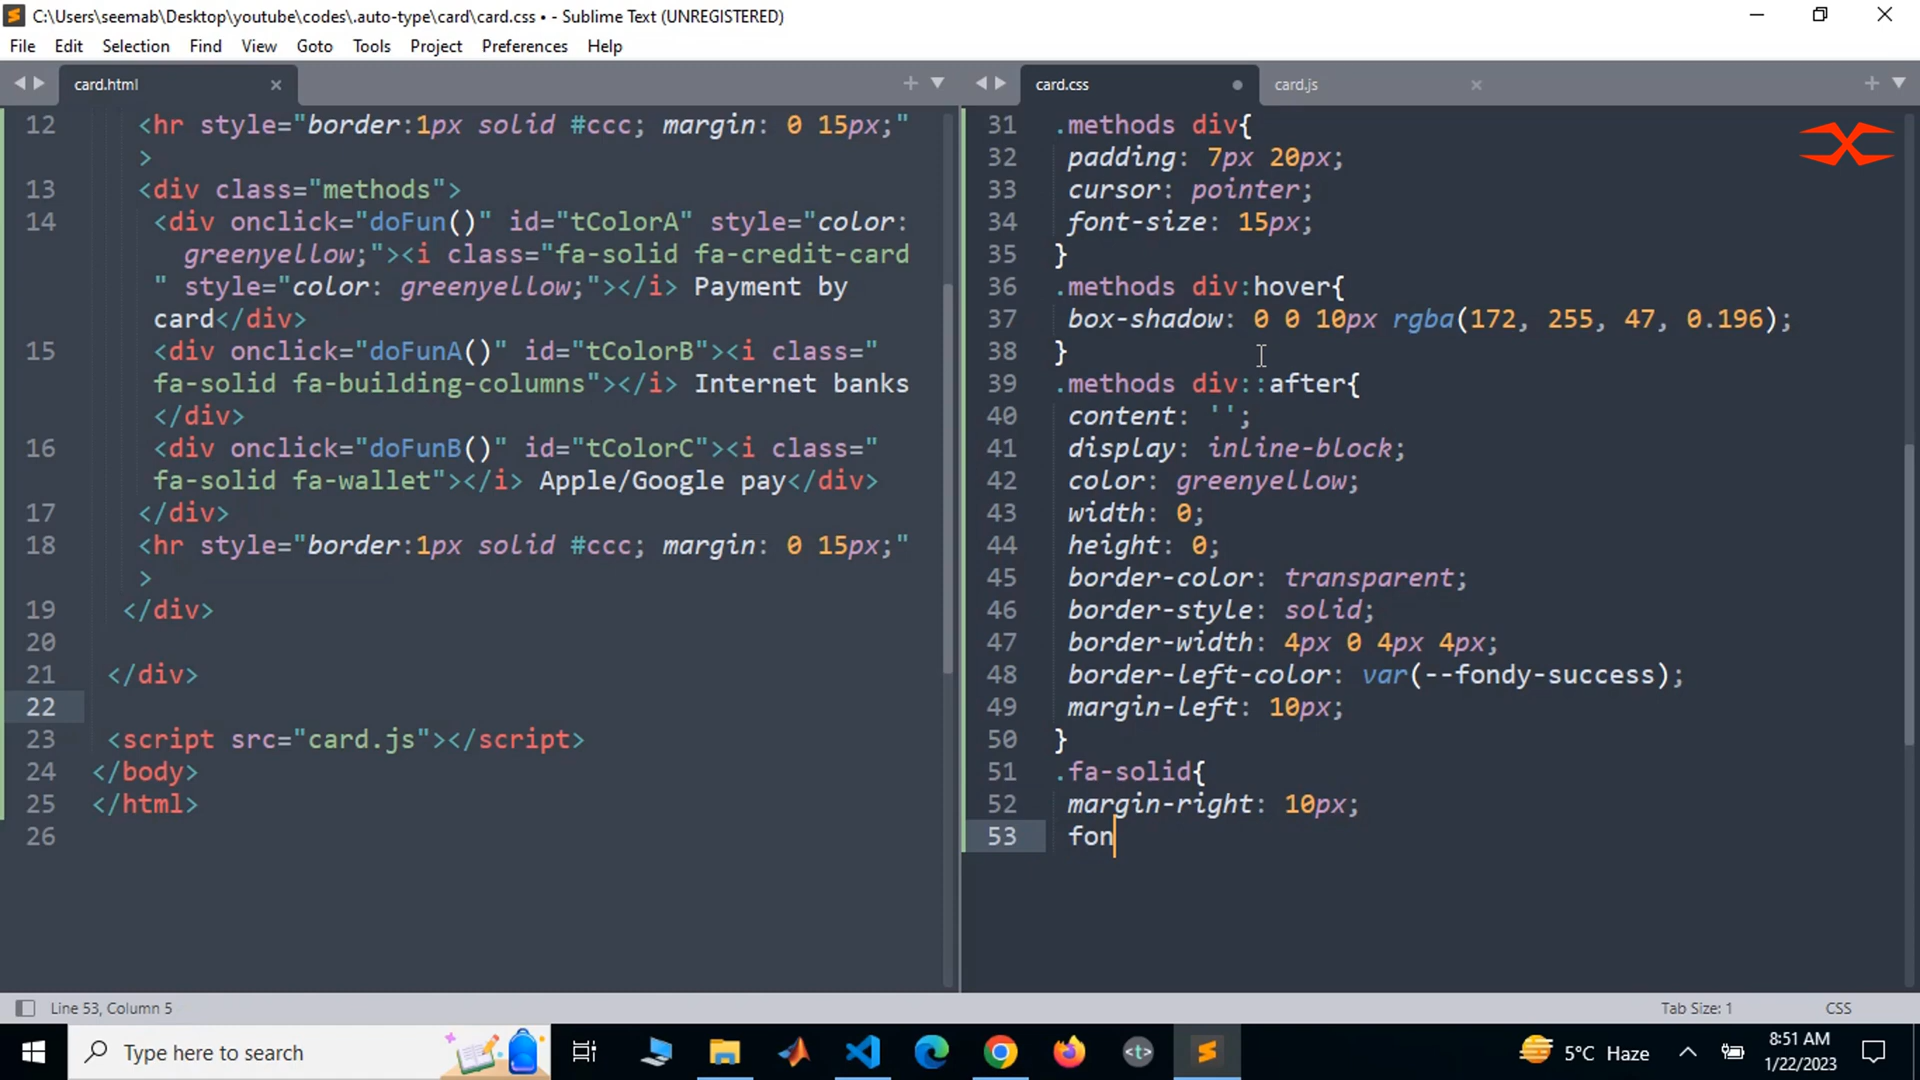 C:\Users\seemab\Desktop\youtube\codes\.auto-type\card\card.css • - Sublime Text (UNREGISTERED)
File Edit Selection Find View Goto Tools Project Preferences Help
card.html
12 <hr style="border:1px solid #ccc; margin: 0 15px;"
>
13 <div class="methods">
14 <div onclick="doFun()" id="tColorA" style="color:
greenyellow;"><i class="fa-solid fa-credit-card
" style="color: greenyellow;"></i> Payment by
card</div>
15 <div onclick="doFunA()" id="tColorB"><i class="
fa-solid fa-building-columns"></i> Internet banks
</div>
16 <div onclick="doFunB()" id="tColorC"><i class="
fa-solid fa-wallet"></i> Apple/Google pay</div>
17 </div>
18 <hr style="border:1px solid #ccc; margin: 0 15px;"
>
19 </div>
20
21 </div>
22
23 <script src="card.js"></script>
24 </body>
25 </html>
26
card.css card.js
31 .methods div{
32 padding: 7px 20px;
33 cursor: pointer;
34 font-size: 15px;
35 }
36 .methods div:hover{
37 box-shadow: 0 0 10px rgba(172, 255, 47, 0.196);
38 }
39 .methods div::after{
40 content: '';
41 display: inline-block;
42 color: greenyellow;
43 width: 0;
44 height: 0;
45 border-color: transparent;
46 border-style: solid;
47 border-width: 4px 0 4px 4px;
48 border-left-color: var(--fondy-success);
49 margin-left: 10px;
50 }
51 .fa-solid{
52 margin-right: 10px;
53 fon
Line 53, Column 5
Tab Size: 1 CSS
Type here to search
<t>
5°C Haze
8:51 AM
1/22/2023